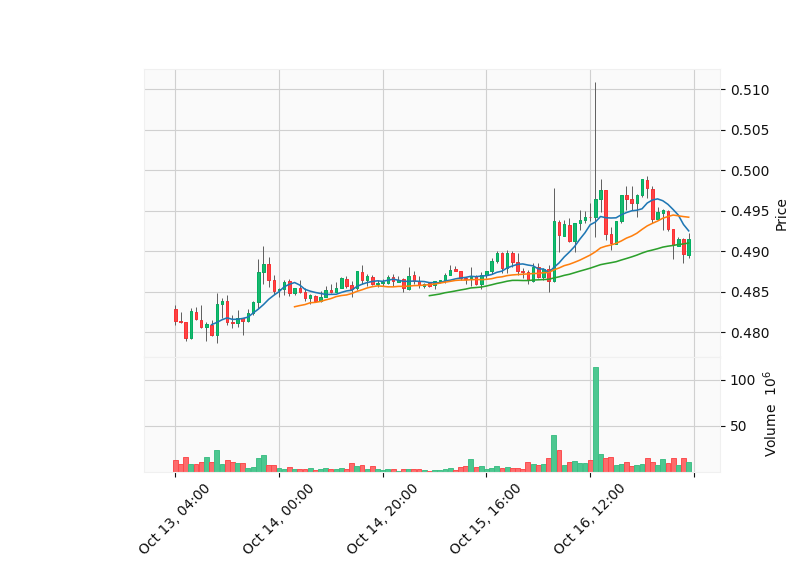 0.510
0.505
0.500
0.495
0.490
0.485
0.480
Price
100
50
Volume 10^6
Oct 13, 04:00
Oct 14, 00:00
Oct 14, 20:00
Oct 15, 16:00
Oct 16, 12:00